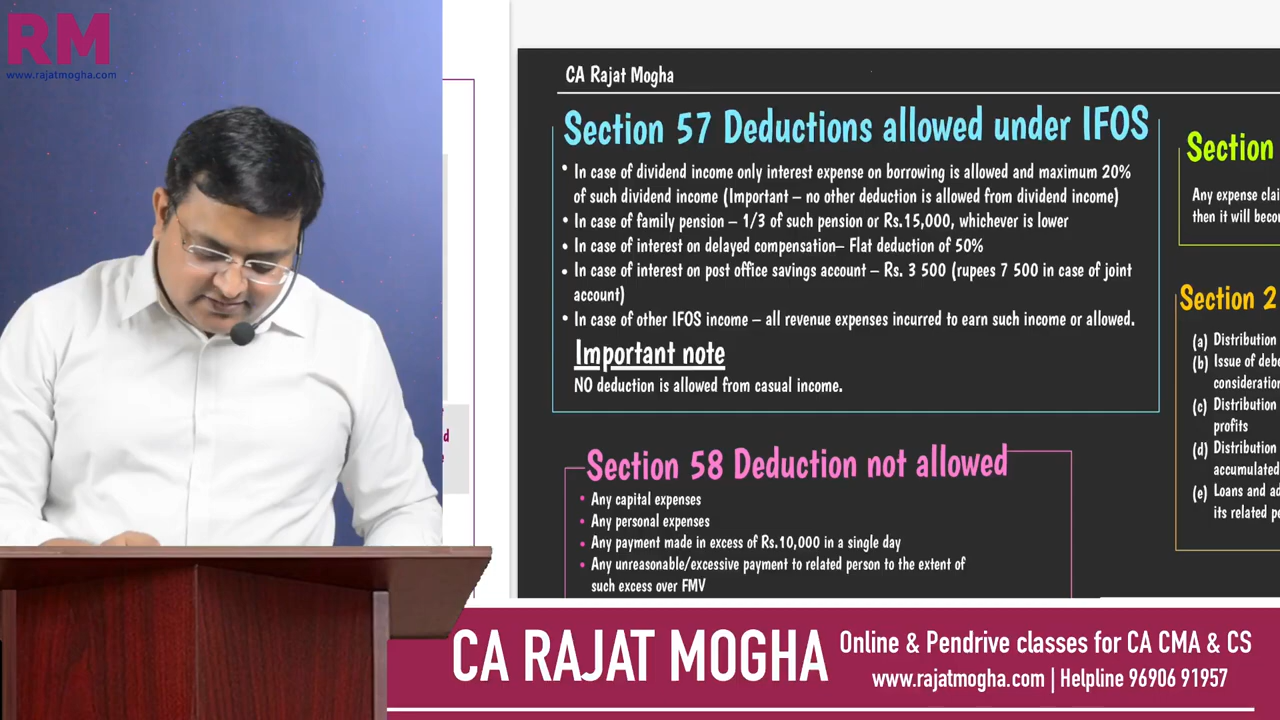 RM
www.rajatmogha.com
CA Rajat Mogha
Section 57 Deductions allowed under IFOS
• In case of dividend income only interest expense on borrowing is allowed and maximum 20%
of such dividend income (Important – no other deduction is allowed from dividend income)
• In case of family pension – 1/3 of such pension or Rs.15,000, whichever is lower
• In case of interest on delayed compensation– Flat deduction of 50%
• In case of interest on post office savings account – Rs. 3 500 (rupees 7 500 in case of joint
account)
• In case of other IFOS income – all revenue expenses incurred to earn such income or allowed.
Important note
NO deduction is allowed from casual income.
Section 58 Deduction not allowed
• Any capital expenses
• Any personal expenses
• Any payment made in excess of Rs.10,000 in a single day
• Any unreasonable/excessive payment to related person to the extent of
such excess over FMV
Section
Any expense clai
then it will beco
Section 2
(a) Distribution
(b) Issue of debe
consideration
(c) Distribution
profits
(d) Distribution
accumulated
(e) Loans and ad
its related pe
d
CA RAJAT MOGHA
Online & Pendrive classes for CA CMA & CS
www.rajatmogha.com | Helpline 96906 91957